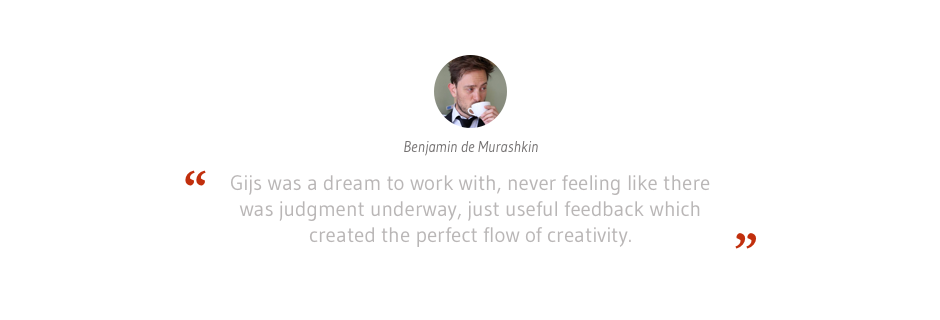 Benjamin de Murashkin
“ Gijs was a dream to work with, never feeling like there
was judgment underway, just useful feedback which
created the perfect flow of creativity. ”